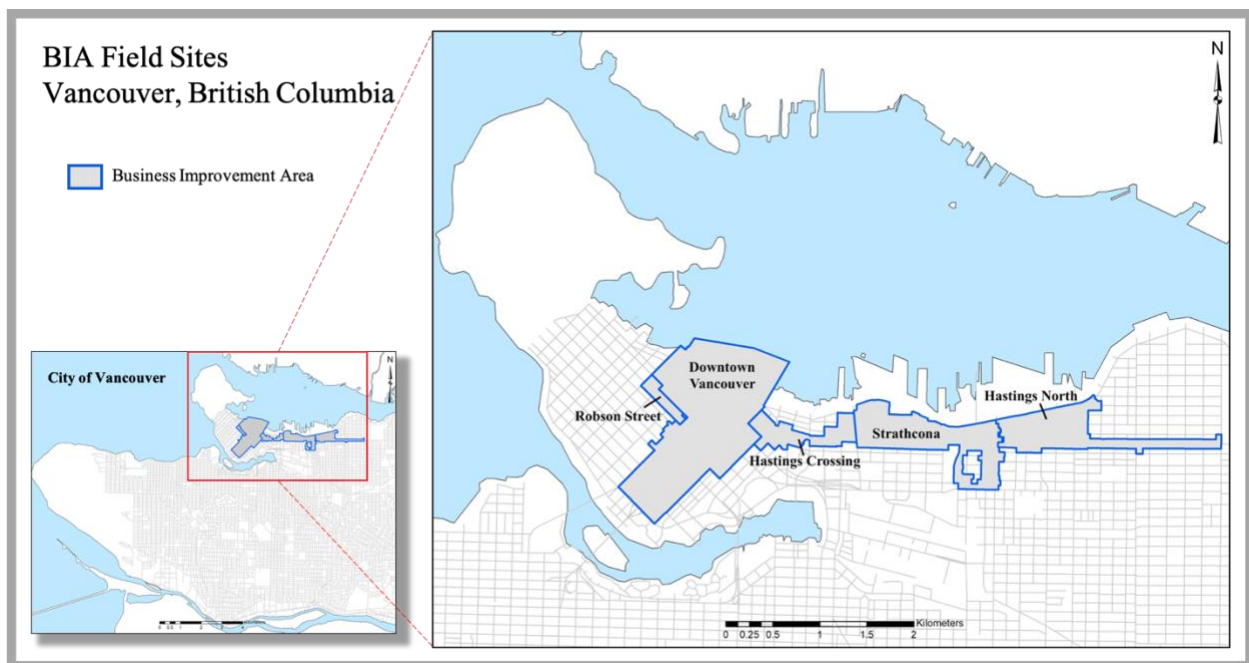 BIA Field Sites
Vancouver, British Columbia
Business Improvement Area
City of Vancouver
N
N
Downtown
Vancouver
Robson Street
Hastings North
Strathcona
Hastings Crossing
Kilometers
0 0.25 0.5 1 1.5 2